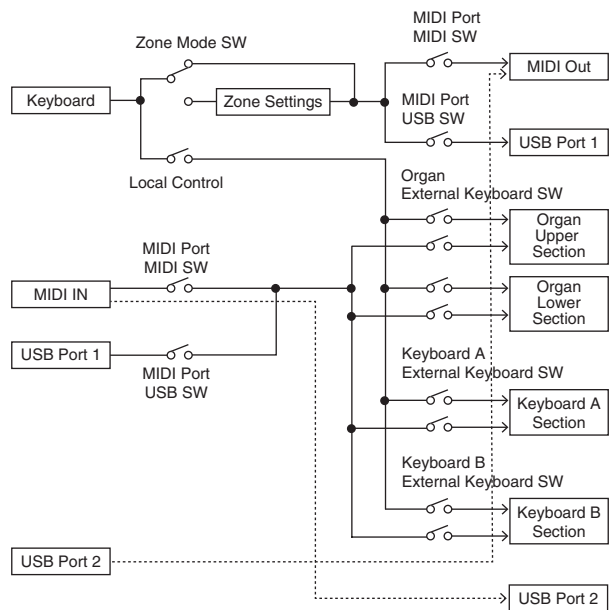 Zone Mode SW
MIDI Port
MIDI SW
MIDI Out
Keyboard
Zone Settings
MIDI Port
USB SW
USB Port 1
Local Control
Organ
External Keyboard SW
Organ
Upper
Section
MIDI Port
MIDI SW
MIDI IN
Organ
Lower
Section
USB Port 1
MIDI Port
USB SW
Keyboard A
External Keyboard SW
Keyboard A
Section
Keyboard B
External Keyboard SW
Keyboard B
Section
USB Port 2
USB Port 2